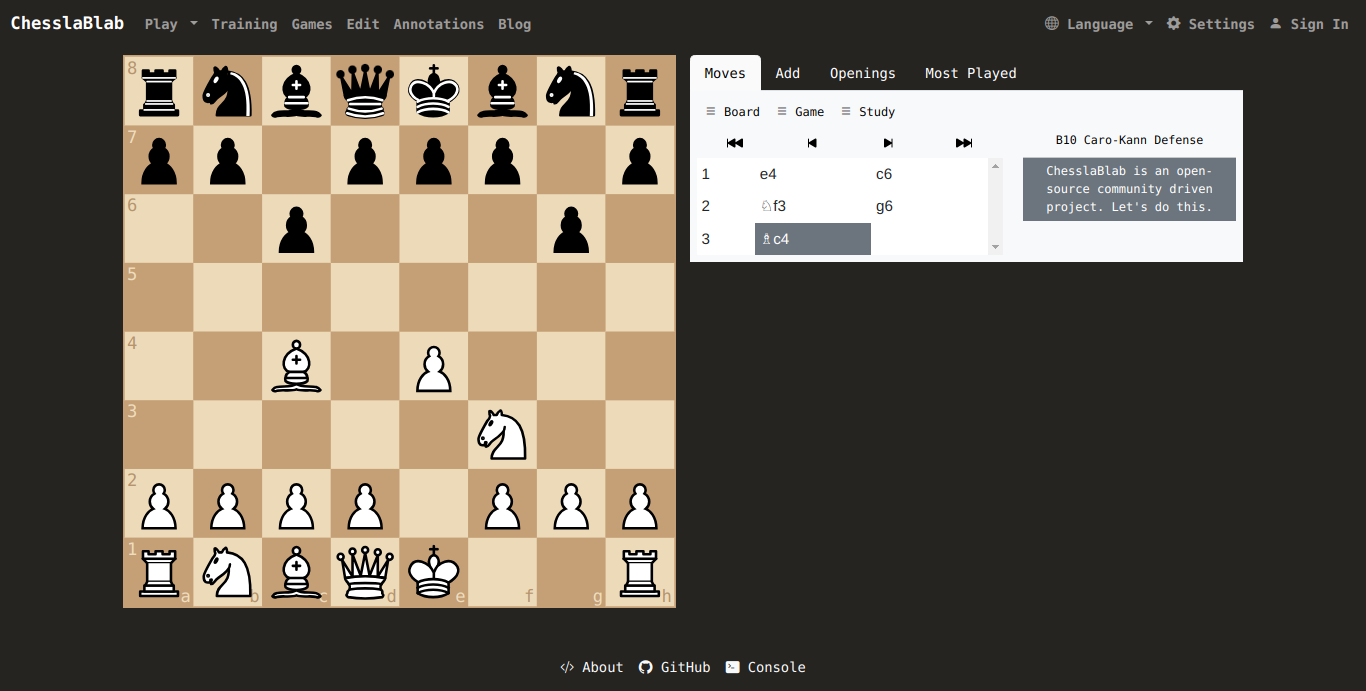 ChesslaBlab Play Training Games Edit Annotations Blog Language Settings Sign In
8
7
6
5
4
3
2
1
a b c d e f g h
Moves Add Openings Most Played
Board Game Study
1 e4 c6
2 ♘f3 g6
3 ♗c4
B10 Caro-Kann Defense
ChesslaBlab is an open-
source community driven
project. Let's do this.
</> About GitHub Console